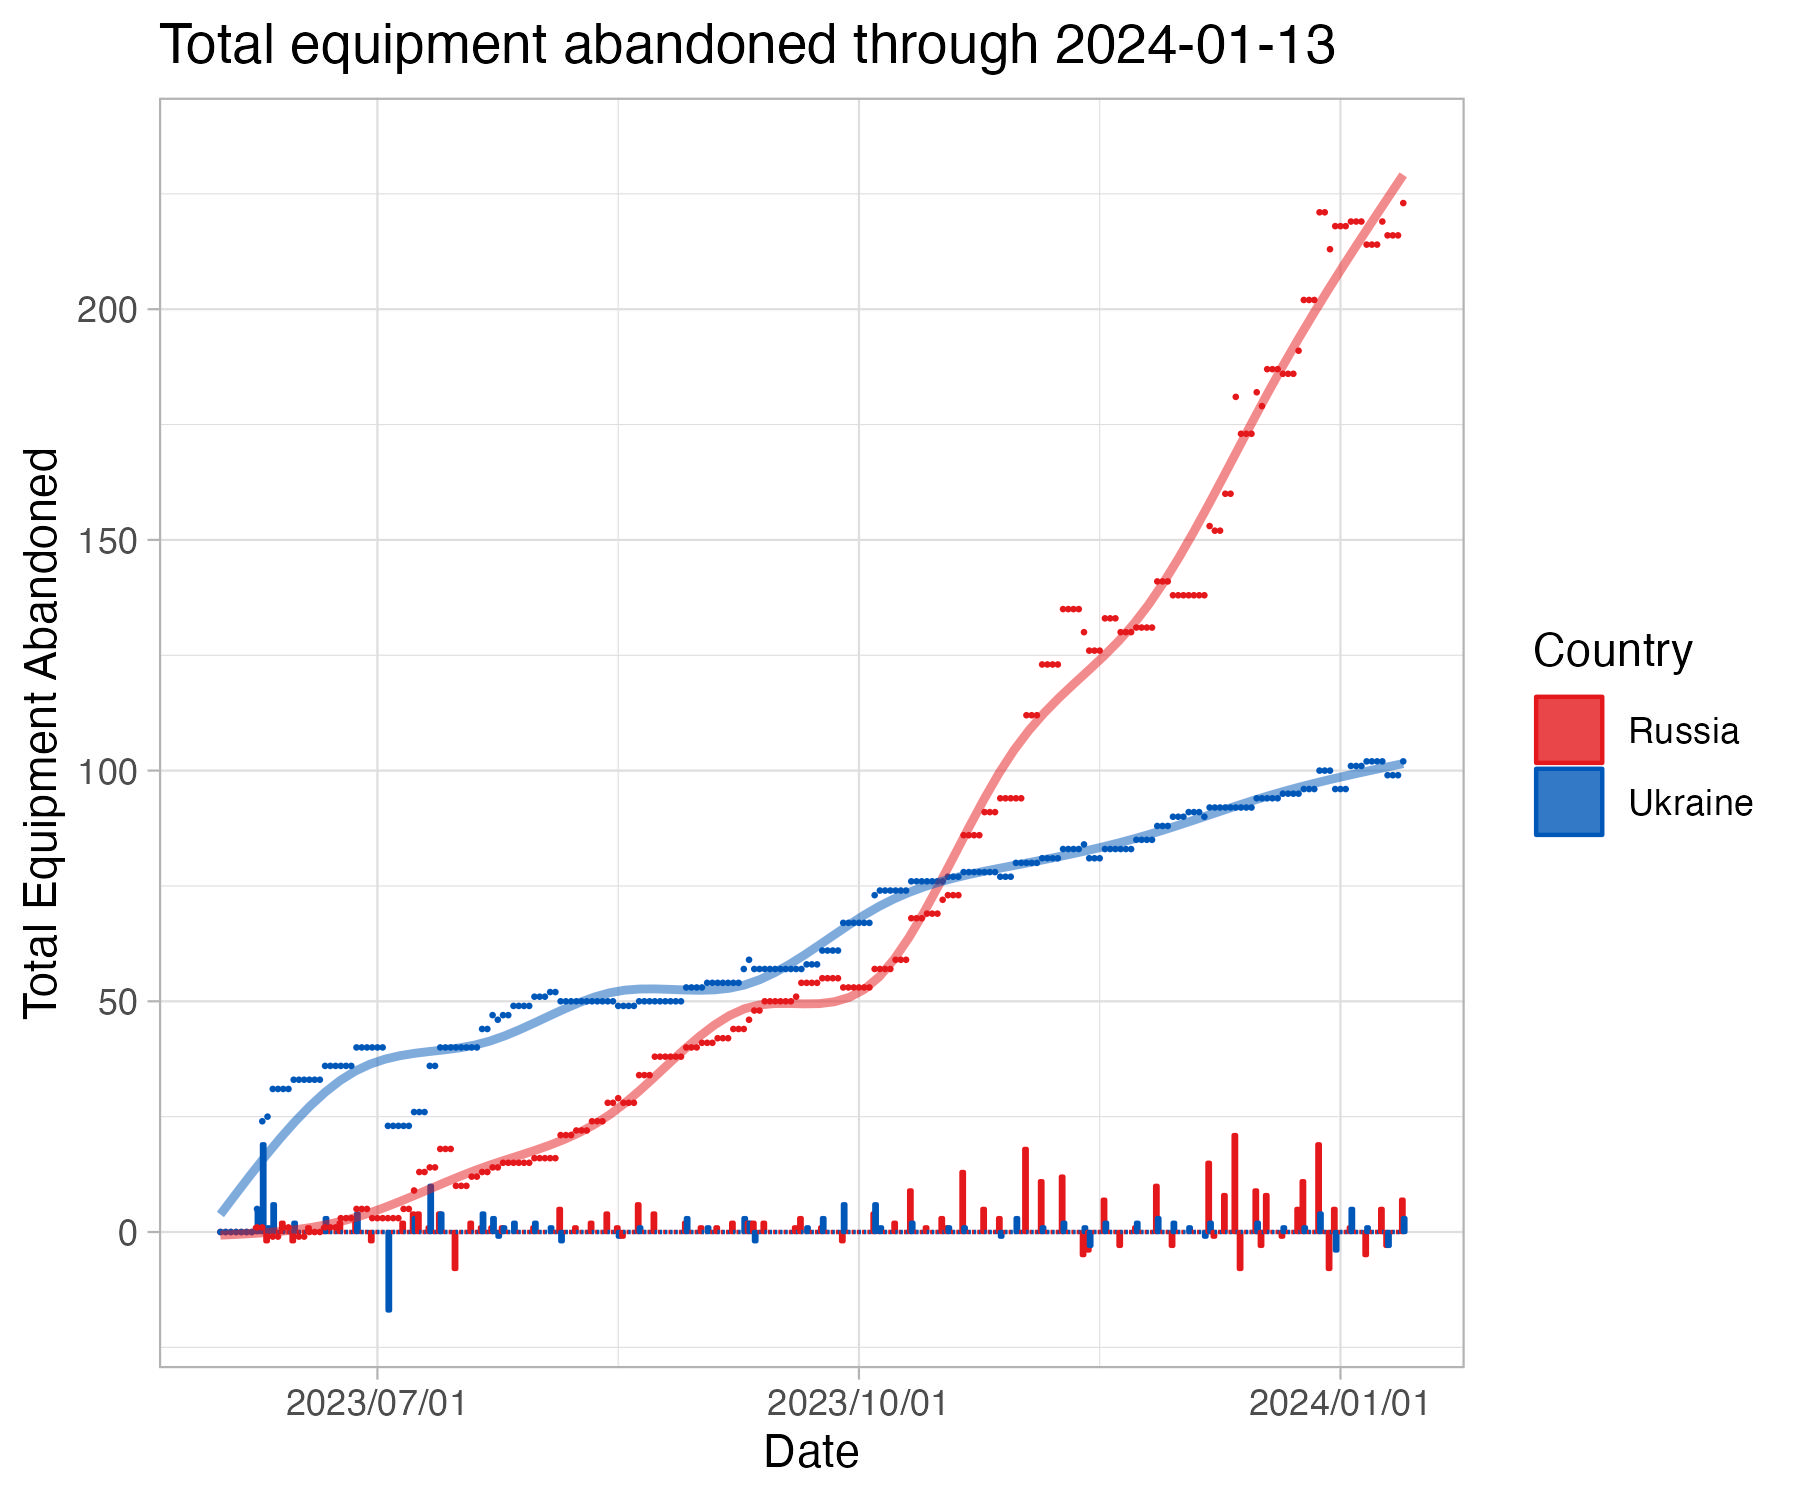 Total equipment abandoned through 2024-01-13
Total Equipment Abandoned
200
150
100
50
0
2023/07/01
2023/10/01
2024/01/01
Date
Country
Russia
Ukraine